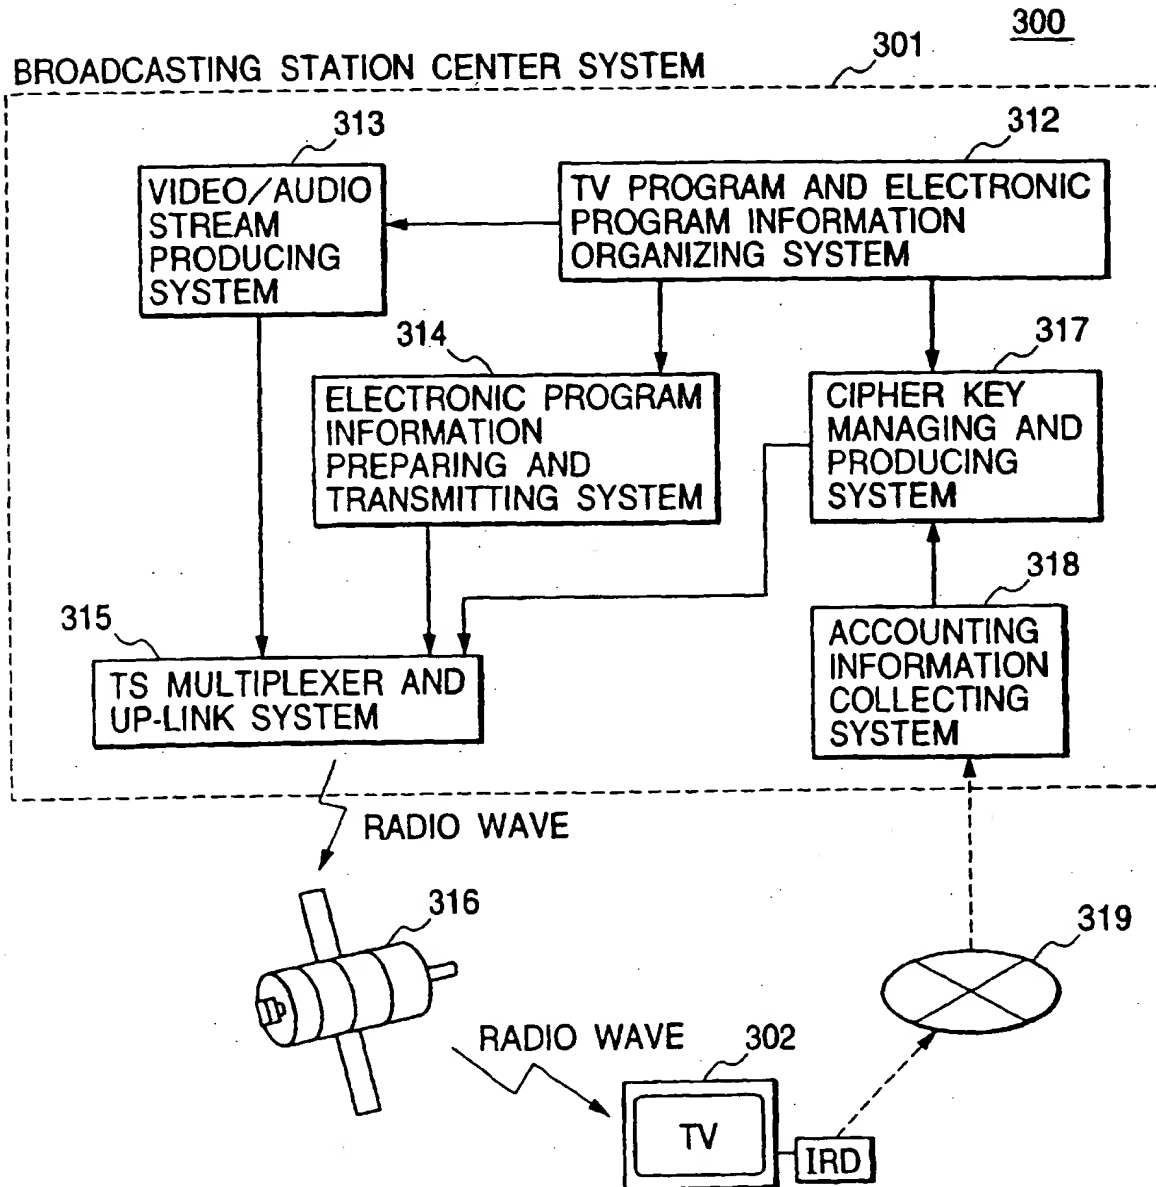 300
301
BROADCASTING STATION CENTER SYSTEM
313
312
VIDEO/AUDIO
STREAM
PRODUCING
SYSTEM
TV PROGRAM AND ELECTRONIC
PROGRAM INFORMATION
ORGANIZING SYSTEM
314
317
ELECTRONIC PROGRAM
INFORMATION
PREPARING AND
TRANSMITTING SYSTEM
CIPHER KEY
MANAGING AND
PRODUCING
SYSTEM
318
315
TS MULTIPLEXER AND
UP-LINK SYSTEM
ACCOUNTING
INFORMATION
COLLECTING
SYSTEM
RADIO WAVE
316
319
RADIO WAVE
302
TV
IRD